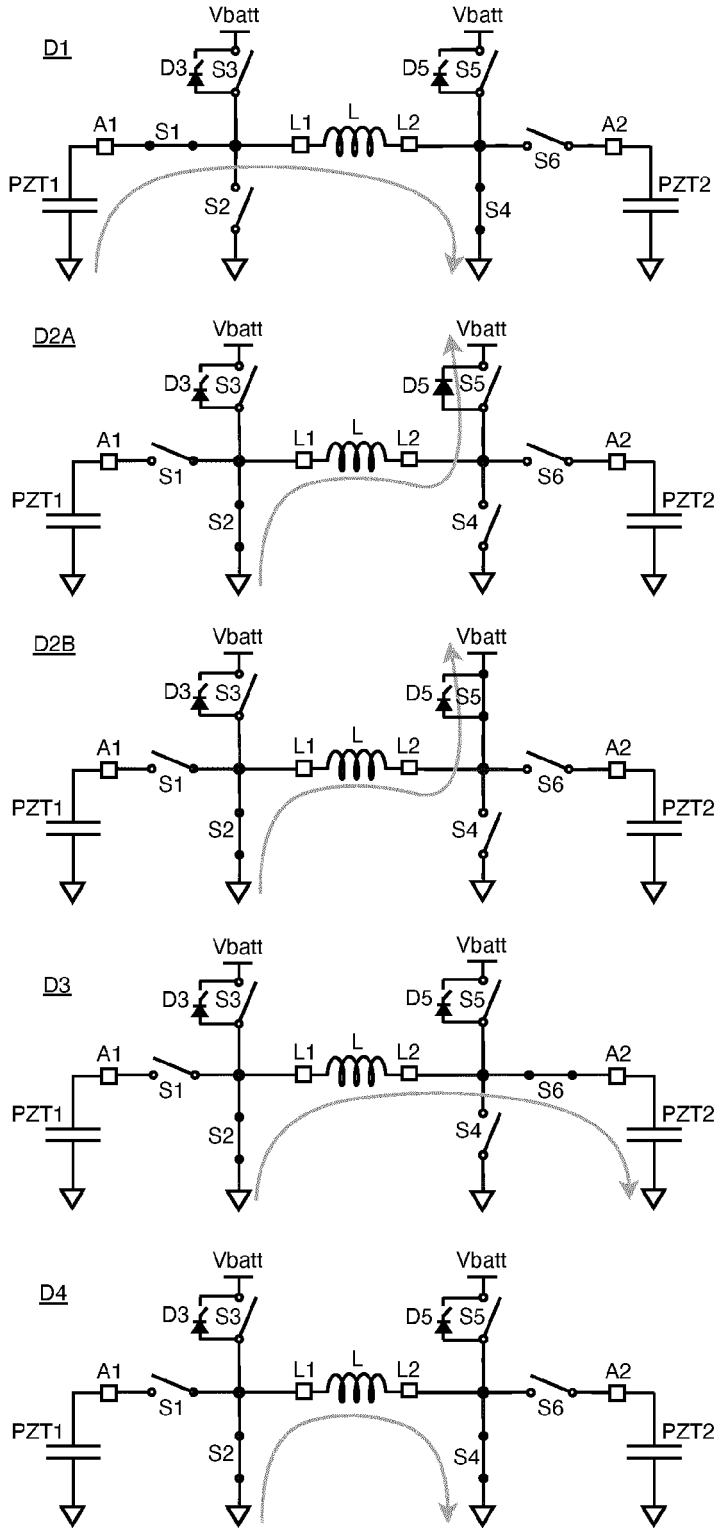 D1
Vbatt
Vbatt
D3 S3
D5 S5
A1 S1 L1 L L2 A2
S6
PZT1 S2 S4 PZT2
D2A
Vbatt
Vbatt
D3 S3
D5 S5
A1 L1 L L2 A2
S1 S6
PZT1 S2 S4 PZT2
D2B
Vbatt
Vbatt
D3 S3
D5 S5
A1 L1 L L2 A2
S1 S6
PZT1 S2 S4 PZT2
D3
Vbatt
Vbatt
D3 S3
D5 S5
A1 L1 L L2 A2
S1 S6
PZT1 S2 S4 PZT2
D4
Vbatt
Vbatt
D3 S3
D5 S5
A1 L1 L L2 A2
S1 S6
PZT1 S2 S4 PZT2